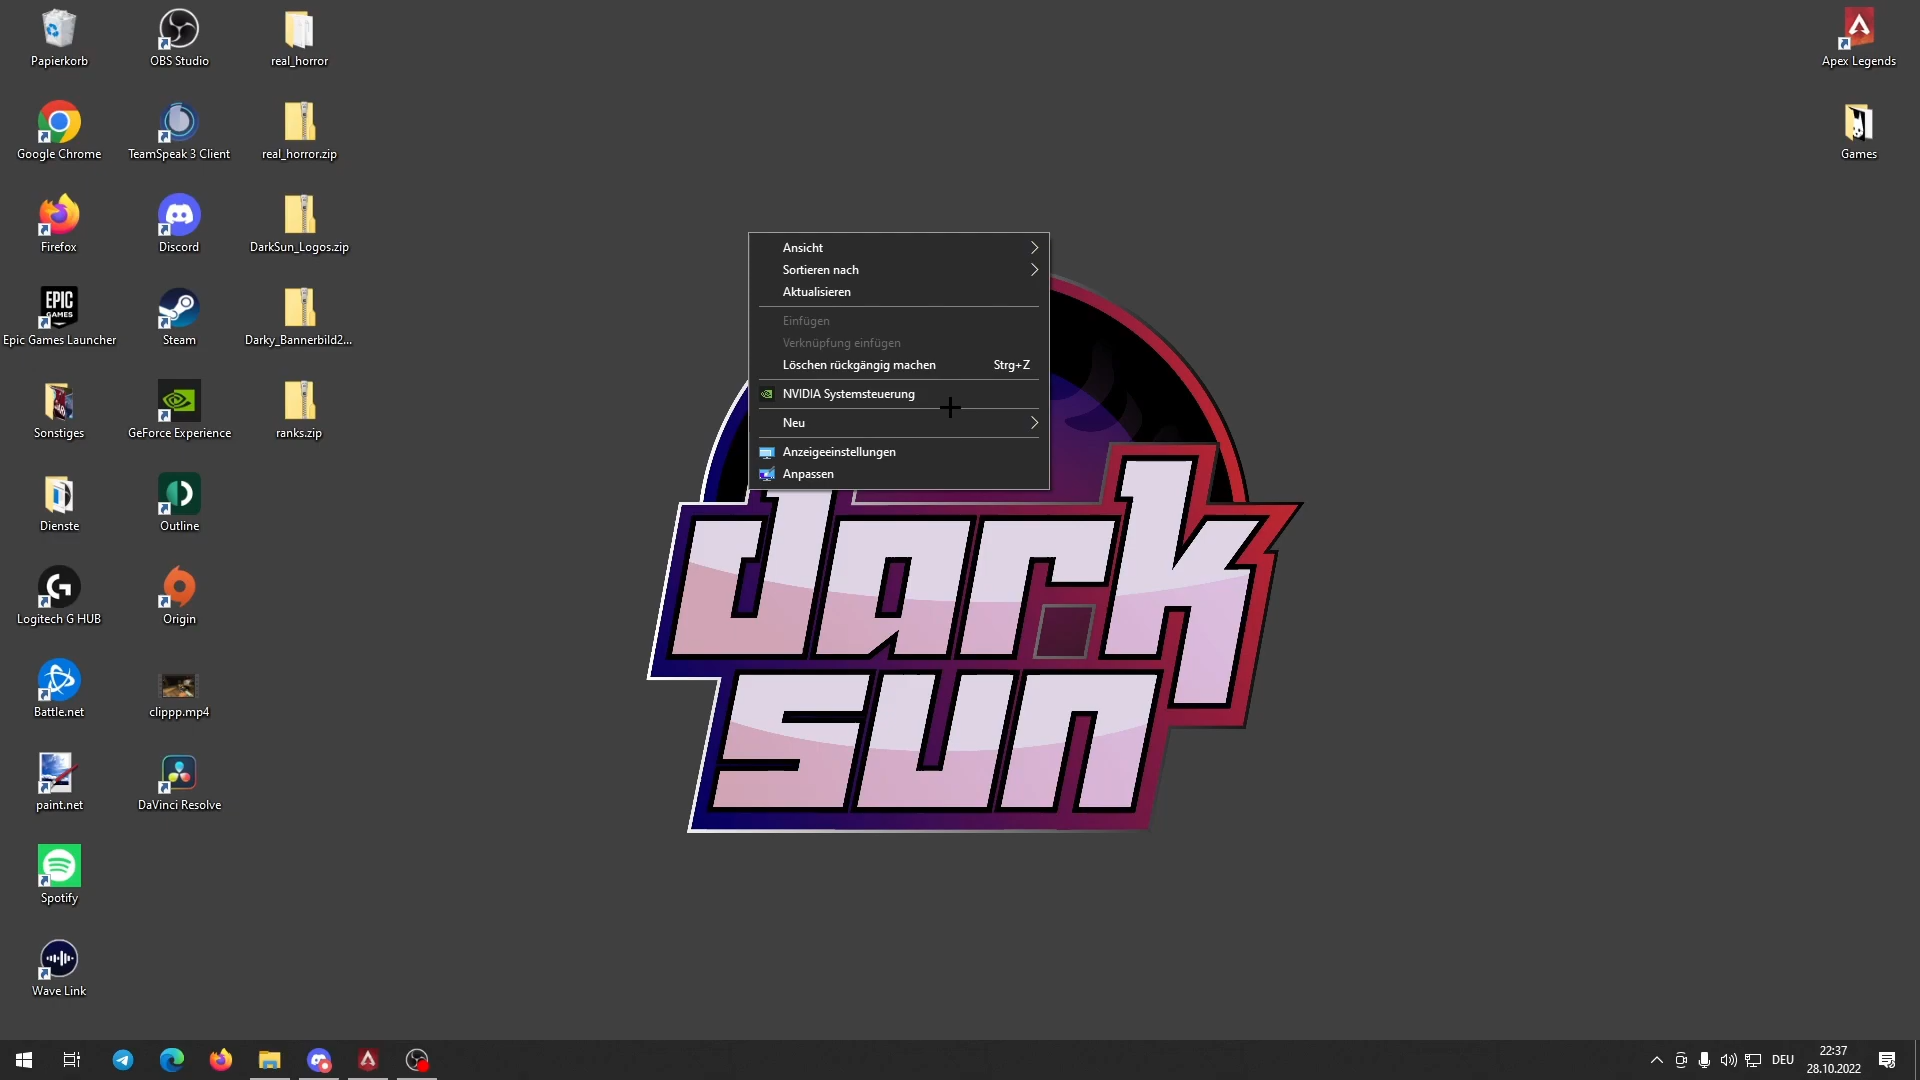 Papierkorb
OBS Studio
real_horror
Apex Legends
Google Chrome
TeamSpeak 3 Client
real_horror.zip
Games
Firefox
Discord
DarkSun_Logos.zip
EPIC
GAMES
Epic Games Launcher
Steam
Darky_Bannerbild2...
Sonstiges
GeForce Experience
ranks.zip
Dienste
Outline
Logitech G HUB
Origin
Battle.net
clippp.mp4
paint.net
DaVinci Resolve
Spotify
Wave Link
Ansicht
Sortieren nach
Aktualisieren
Einfügen
Verknüpfung einfügen
Löschen rückgängig machen Strg+Z
NVIDIA Systemsteuerung
Neu
Anzeigeeinstellungen
Anpassen
dark
sun
DEU
22:37
28.10.2022